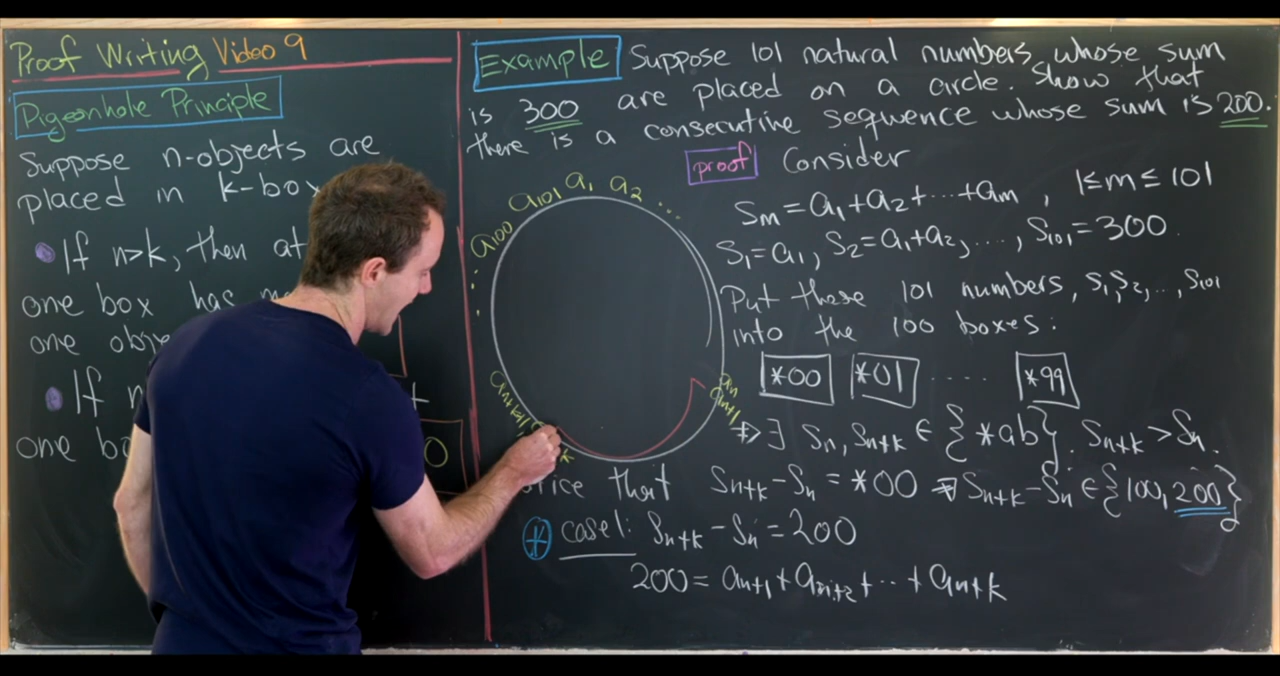 Proof Writing Video 9
Pigeonhole Principle
Suppose n-objects are
placed in k-box
If n>k, then at
one box has
one obje
If n
one bo
0
Example Suppose 101 natural numbers whose sum
is 300 are placed on a circle. Show that
there is a consecutive sequence whose sum is 200.
proof Consider
a100 a101 a1 a2 ...
an
an+1
an+k+1
Sm = a1 + a2 + ... + am , 1 ≤ m ≤ 101
S1 = a1, S2 = a1 + a2, ..., S101 = 300
Put these 101 numbers, S1, S2, ..., S101
into the 100 boxes:
*00 *01 .... *99
⇒ ∃ Sn, Sn+k ∈ {*ab}. Sn+k > Sn.
otice that Sn+k - Sn = *00 ⇒ Sn+k - Sn ∈ {100, 200}
* case 1: Sn+k - Sn = 200
200 = an+1 + an+2 + ... + an+k